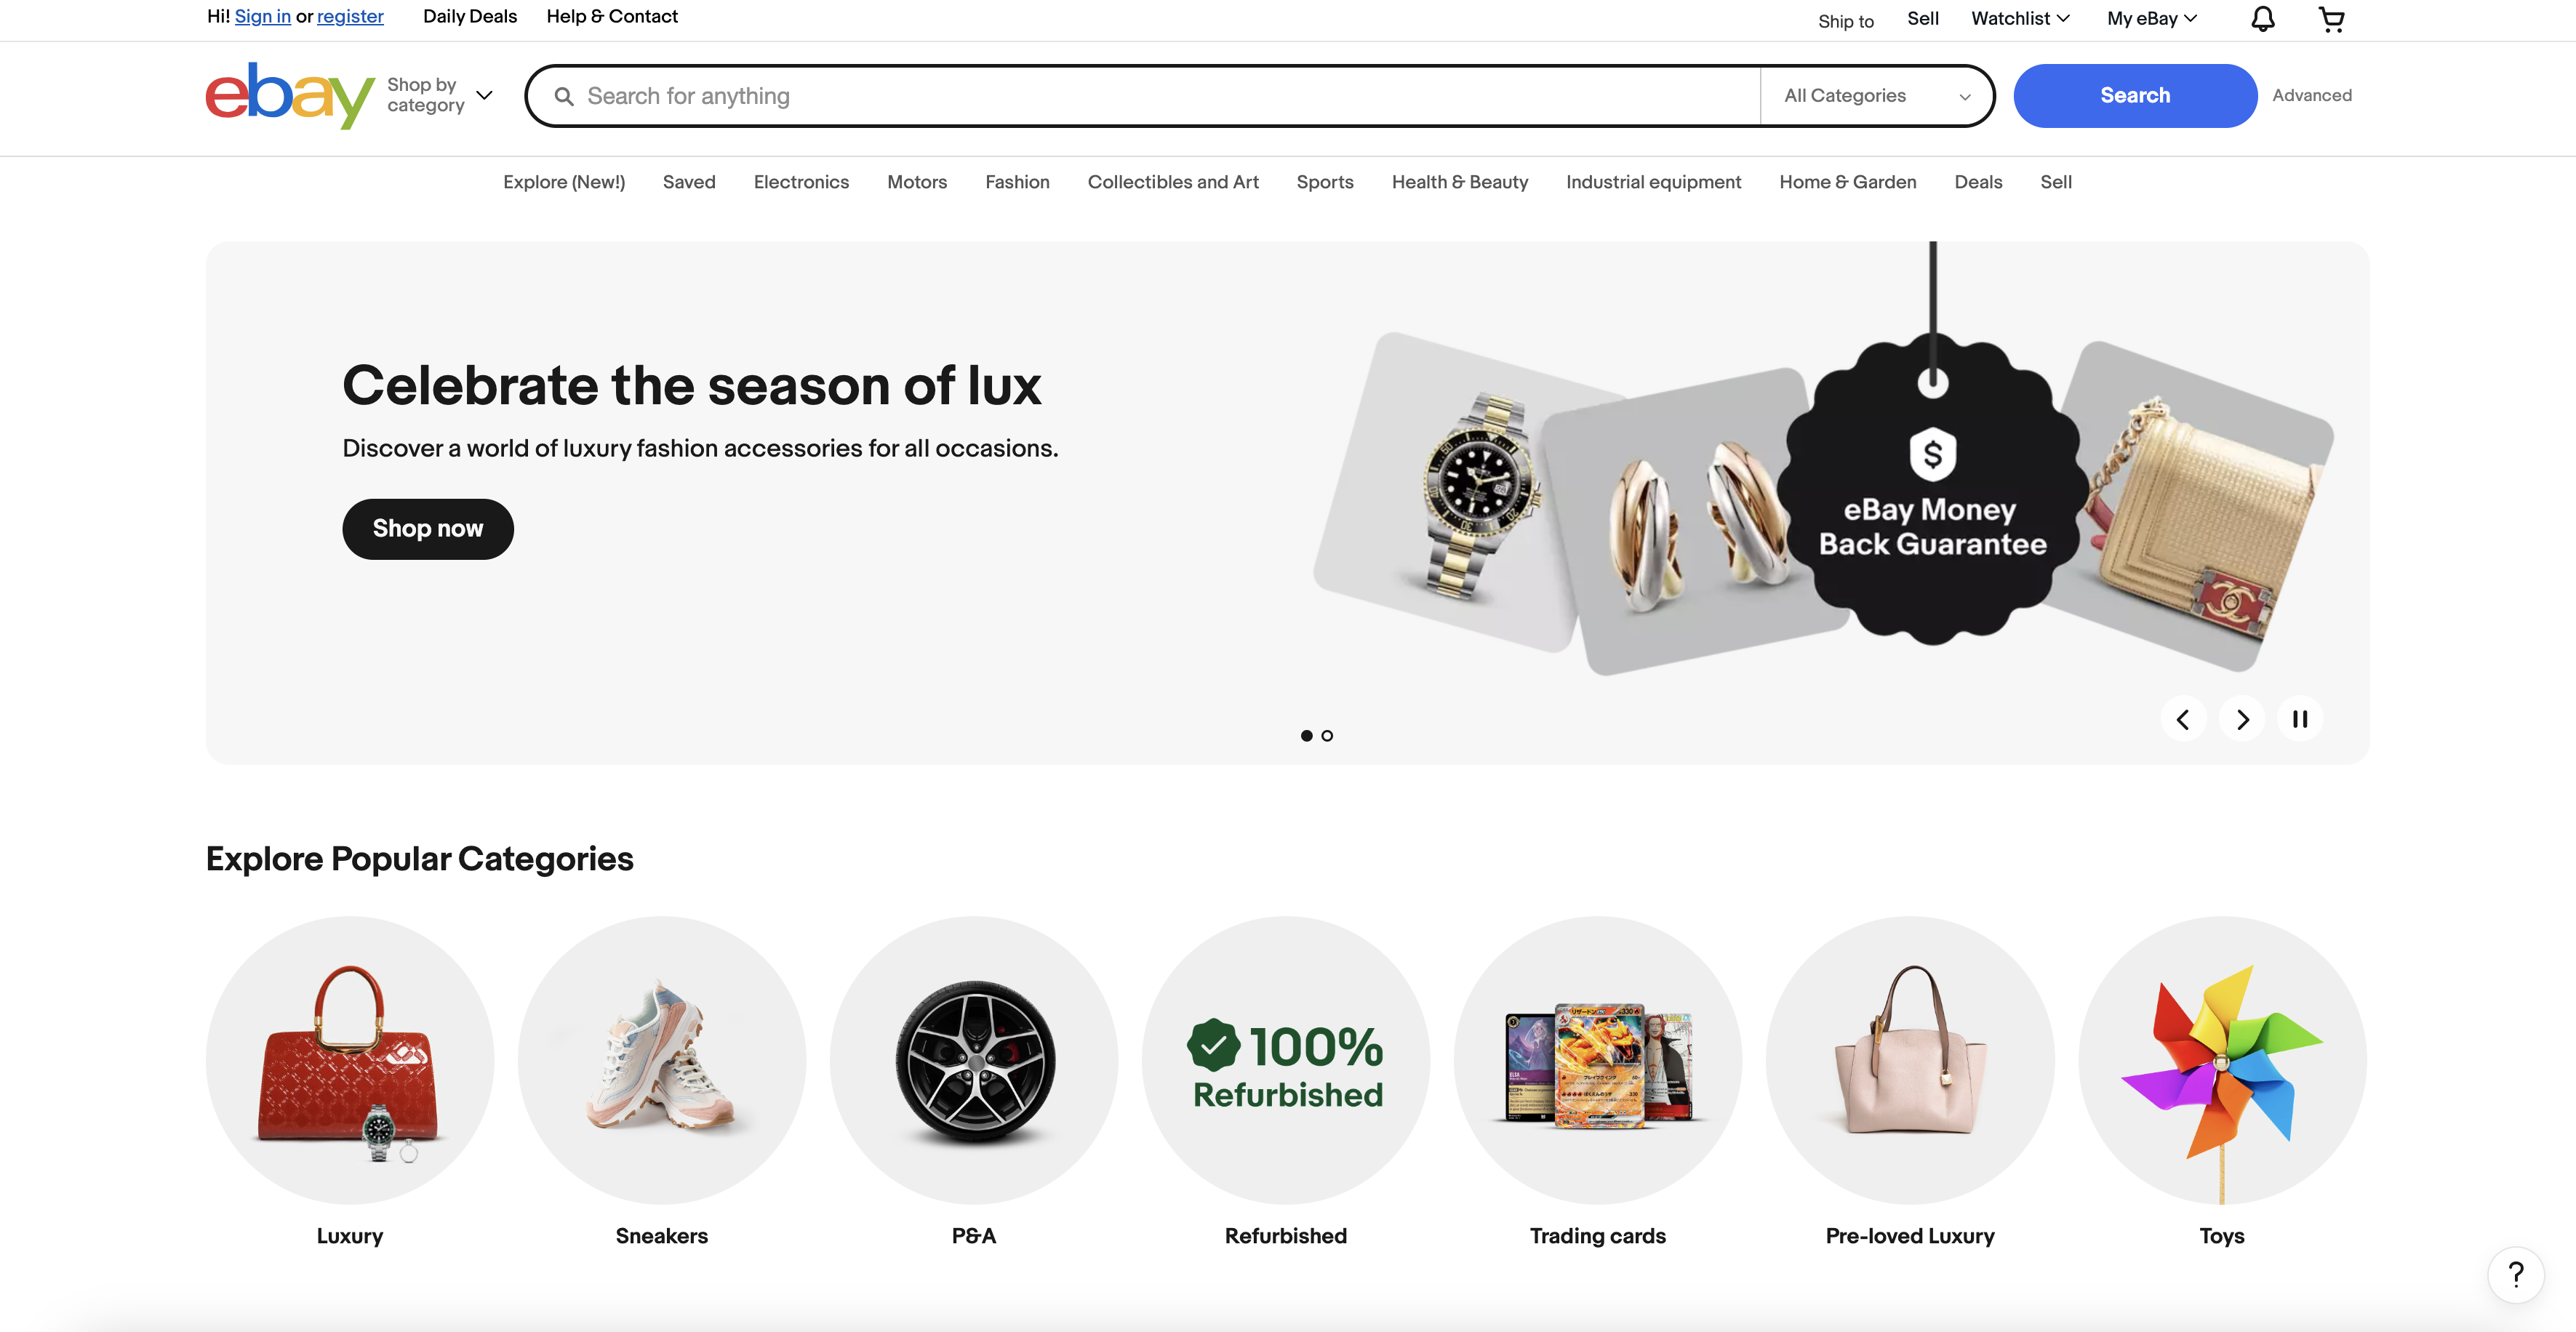 Hi! Sign in or register Daily Deals Help & Contact Ship to Sell Watchlist My eBay
ebay
Shop by
category
Search for anything
All Categories
Search
Advanced
Explore (New!) Saved Electronics Motors Fashion Collectibles and Art Sports Health & Beauty Industrial equipment Home & Garden Deals Sell
Celebrate the season of lux
Discover a world of luxury fashion accessories for all occasions.
Shop now
$
eBay Money
Back Guarantee
Explore Popular Categories
100%
Refurbished
Luxury
Sneakers
P&A
Refurbished
Trading cards
Pre-loved Luxury
Toys
?